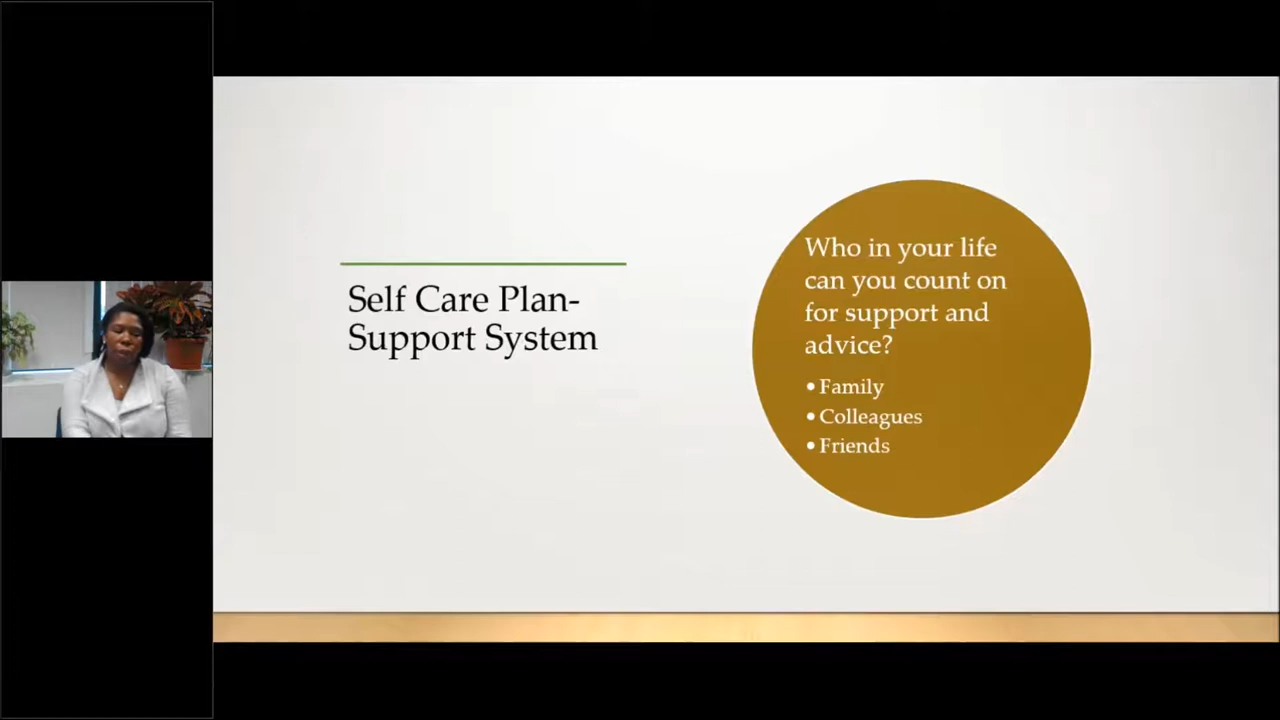 Self Care Plan-
Support System
Who in your life
can you count on
for support and
advice?
• Family
• Colleagues
• Friends